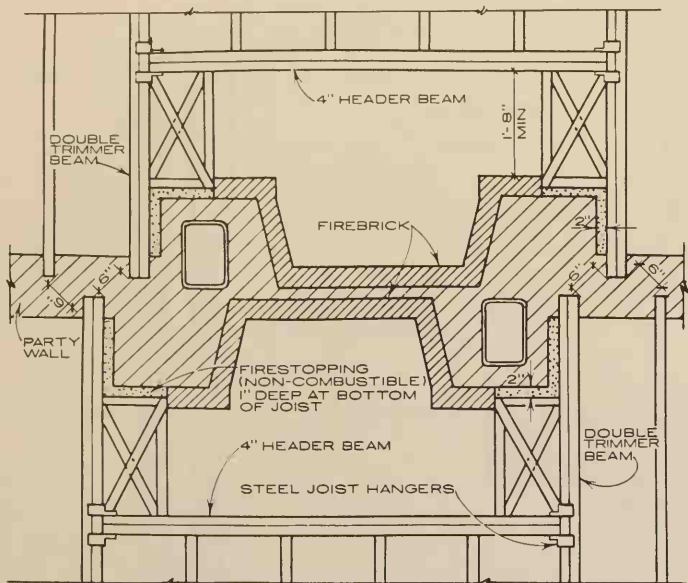 4" HEADER BEAM
1'-8"
MIN
DOUBLE
TRIMMER
BEAM
FIREBRICK
2"
6"
6"
6"
6"
PARTY
WALL
FIRESTOPPING
(NON-COMBUSTIBLE)
1" DEEP AT BOTTOM
OF JOIST
2"
4" HEADER BEAM
DOUBLE
TRIMMER
BEAM
STEEL JOIST HANGERS